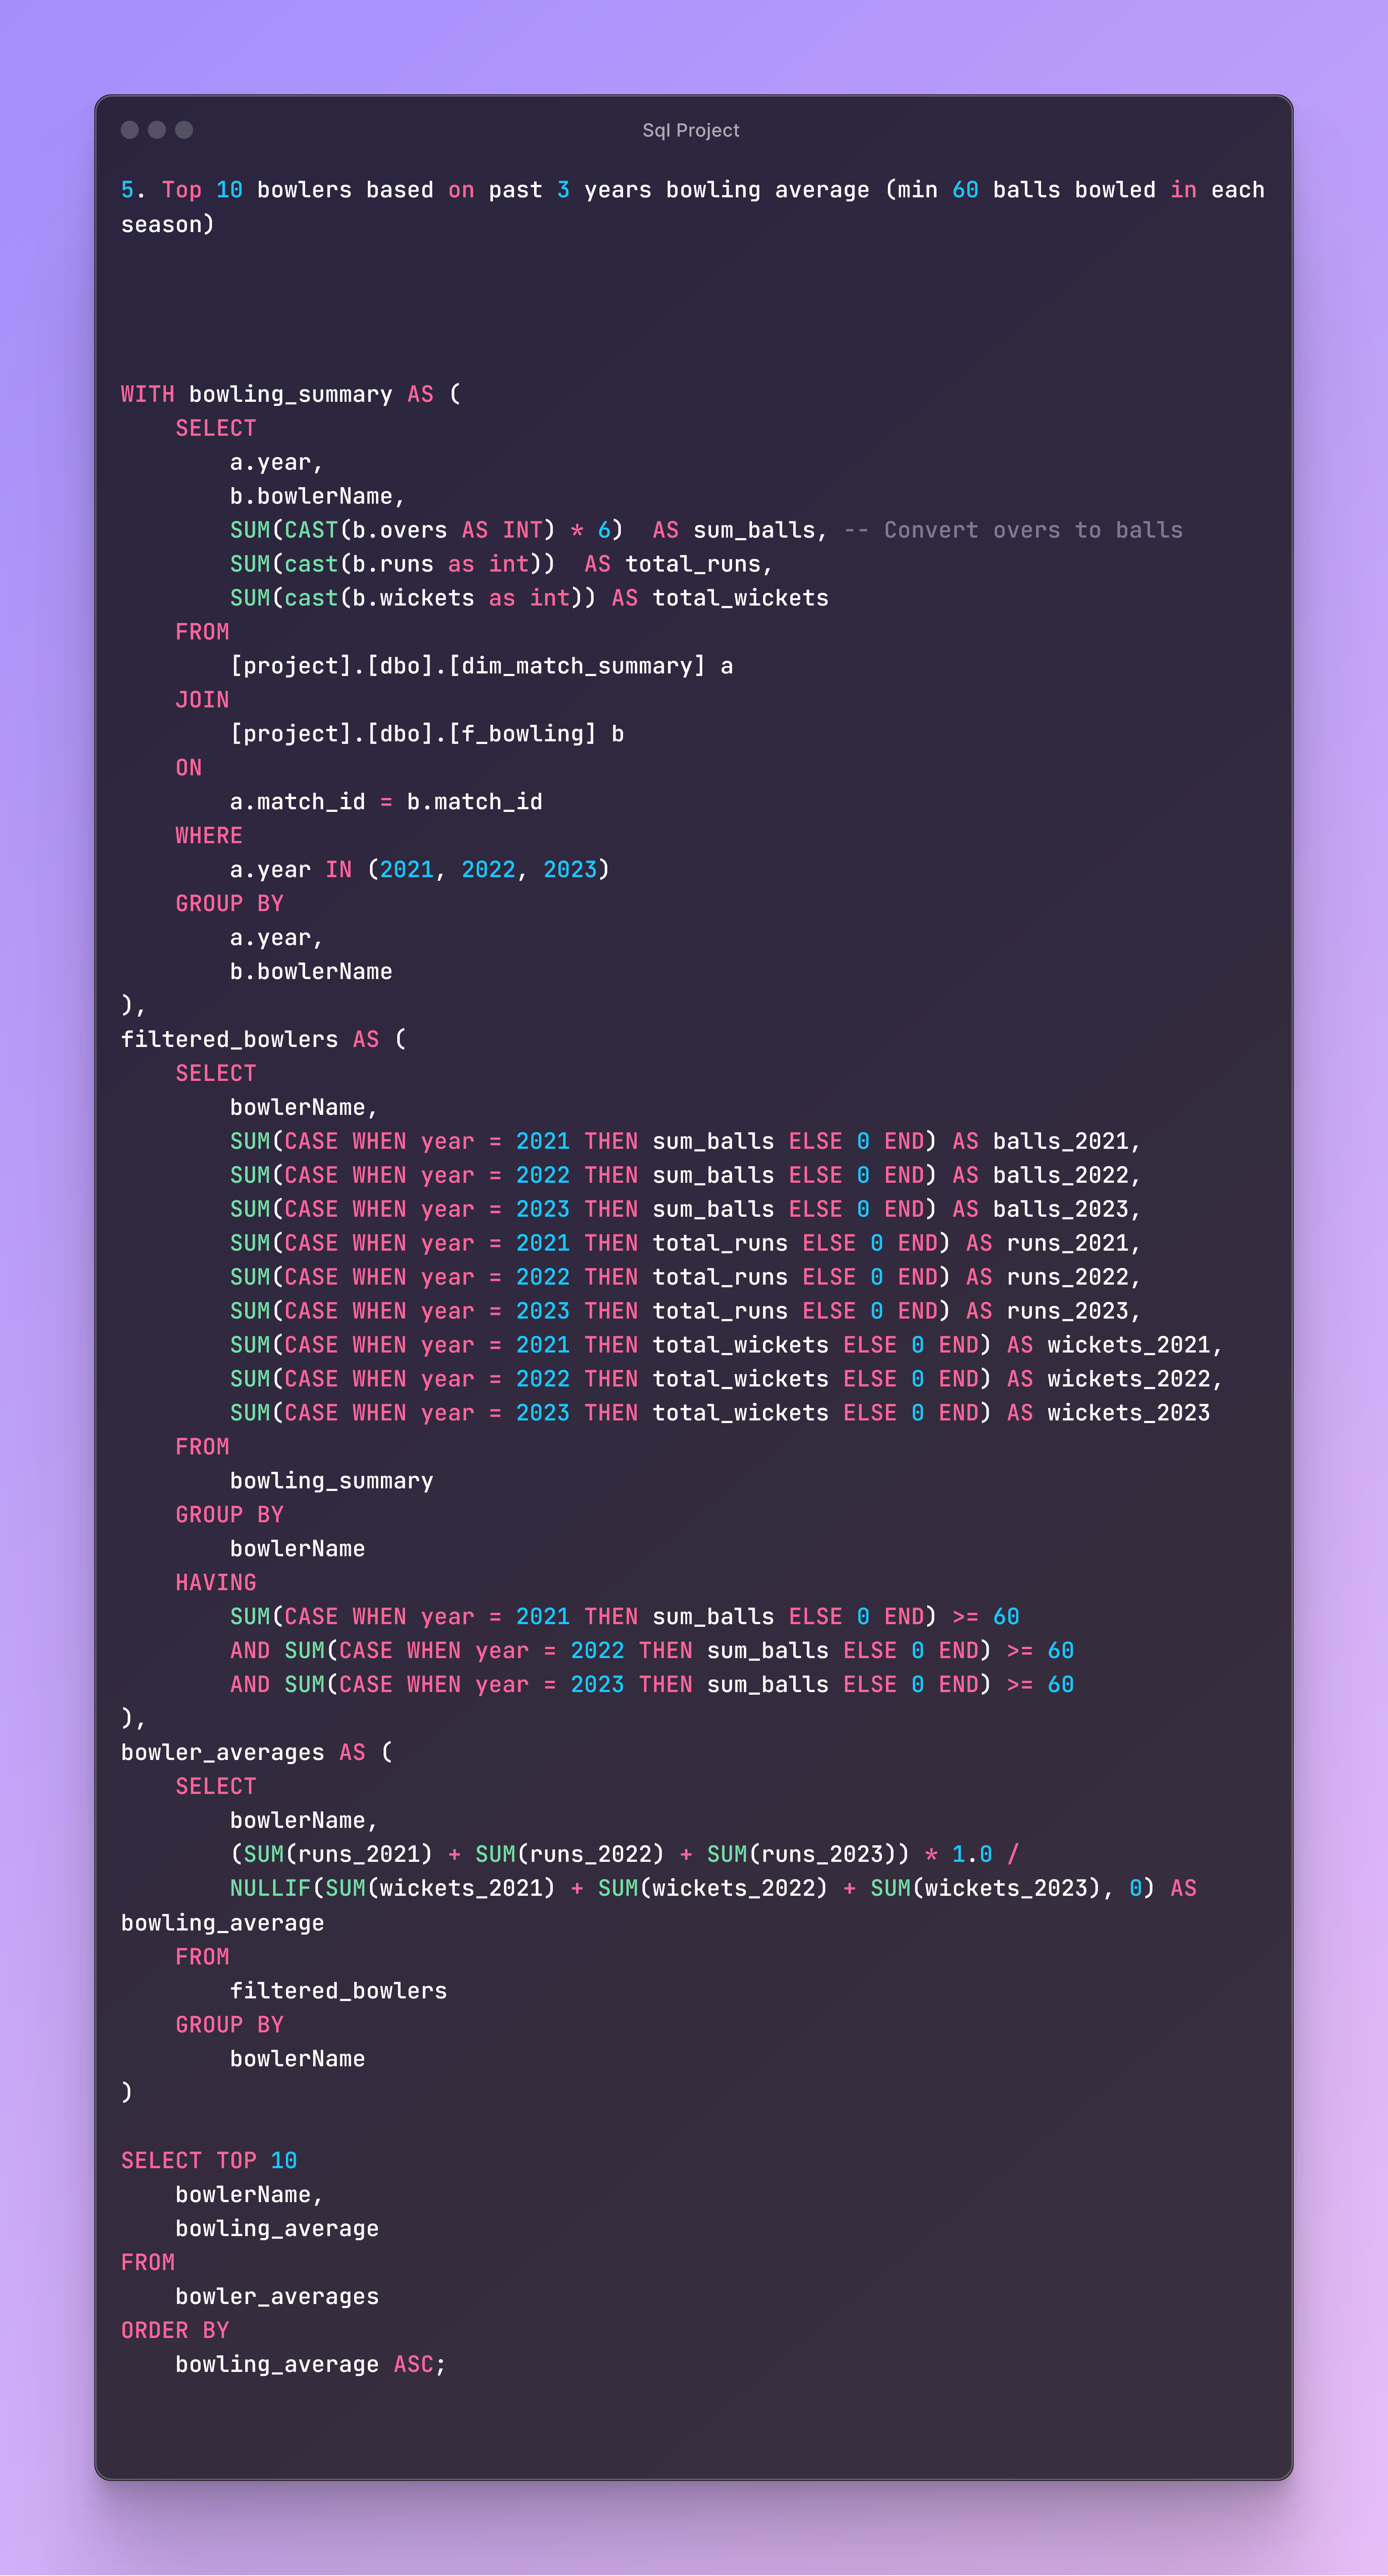 Sql Project
5. Top 10 bowlers based on past 3 years bowling average (min 60 balls bowled in each
season)
WITH bowling_summary AS (
    SELECT
        a.year,
        b.bowlerName,
        SUM(CAST(b.overs AS INT) * 6)  AS sum_balls, -- Convert overs to balls
        SUM(cast(b.runs as int))  AS total_runs,
        SUM(cast(b.wickets as int)) AS total_wickets
    FROM
        [project].[dbo].[dim_match_summary] a
    JOIN
        [project].[dbo].[f_bowling] b
    ON
        a.match_id = b.match_id
    WHERE
        a.year IN (2021, 2022, 2023)
    GROUP BY
        a.year,
        b.bowlerName
),
filtered_bowlers AS (
    SELECT
        bowlerName,
        SUM(CASE WHEN year = 2021 THEN sum_balls ELSE 0 END) AS balls_2021,
        SUM(CASE WHEN year = 2022 THEN sum_balls ELSE 0 END) AS balls_2022,
        SUM(CASE WHEN year = 2023 THEN sum_balls ELSE 0 END) AS balls_2023,
        SUM(CASE WHEN year = 2021 THEN total_runs ELSE 0 END) AS runs_2021,
        SUM(CASE WHEN year = 2022 THEN total_runs ELSE 0 END) AS runs_2022,
        SUM(CASE WHEN year = 2023 THEN total_runs ELSE 0 END) AS runs_2023,
        SUM(CASE WHEN year = 2021 THEN total_wickets ELSE 0 END) AS wickets_2021,
        SUM(CASE WHEN year = 2022 THEN total_wickets ELSE 0 END) AS wickets_2022,
        SUM(CASE WHEN year = 2023 THEN total_wickets ELSE 0 END) AS wickets_2023
    FROM
        bowling_summary
    GROUP BY
        bowlerName
    HAVING
        SUM(CASE WHEN year = 2021 THEN sum_balls ELSE 0 END) >= 60
        AND SUM(CASE WHEN year = 2022 THEN sum_balls ELSE 0 END) >= 60
        AND SUM(CASE WHEN year = 2023 THEN sum_balls ELSE 0 END) >= 60
),
bowler_averages AS (
    SELECT
        bowlerName,
        (SUM(runs_2021) + SUM(runs_2022) + SUM(runs_2023)) * 1.0 /
        NULLIF(SUM(wickets_2021) + SUM(wickets_2022) + SUM(wickets_2023), 0) AS
bowling_average
    FROM
        filtered_bowlers
    GROUP BY
        bowlerName
)
SELECT TOP 10
    bowlerName,
    bowling_average
FROM
    bowler_averages
ORDER BY
    bowling_average ASC;